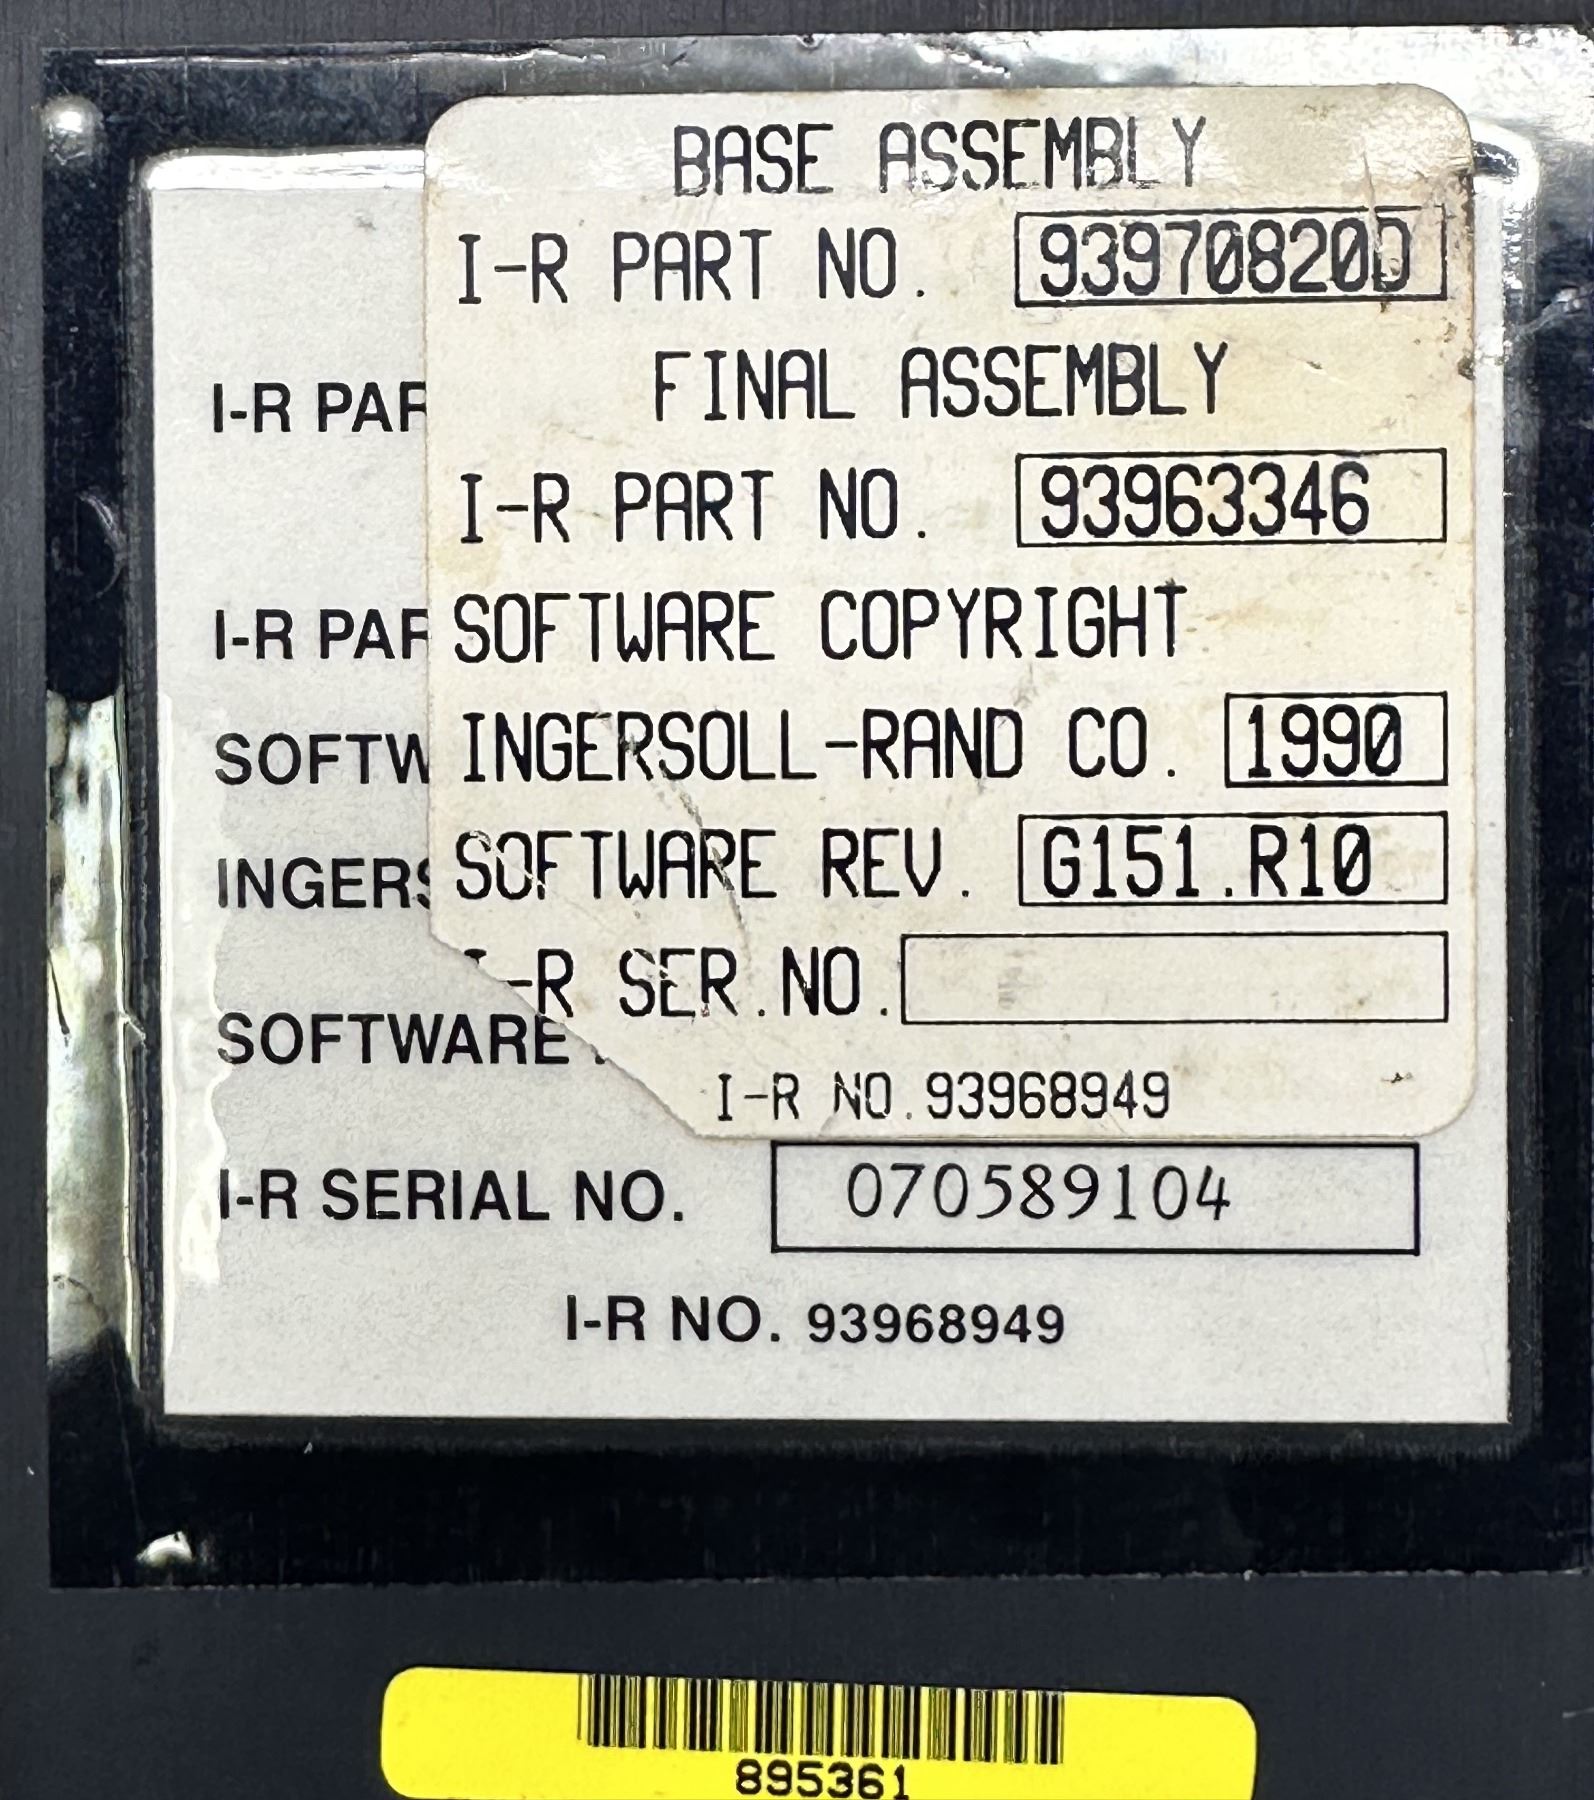 BASE ASSEMBLY
I-R PART NO. 93970820D
FINAL ASSEMBLY
I-R PAR
I-R PART NO. 93963346
I-R PAR
SOFTWARE COPYRIGHT
SOFTW
INGERSOLL-RAND CO. 1990
INGERS
SOFTWARE REV. G151.R10
I-R SER.NO.
SOFTWARE
I-R NO.93968949
I-R SERIAL NO. 070589104
I-R NO. 93968949
895361